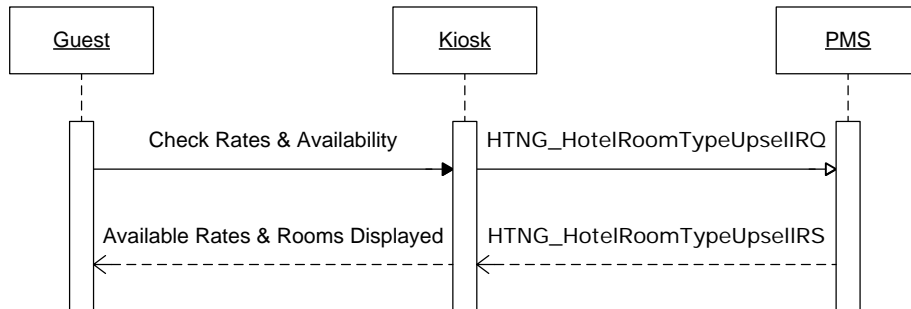 Guest
Kiosk
PMS
Check Rates & Availability
HTNG_HotelRoomTypeUpsellRQ
Available Rates & Rooms Displayed
HTNG_HotelRoomTypeUpsellRS